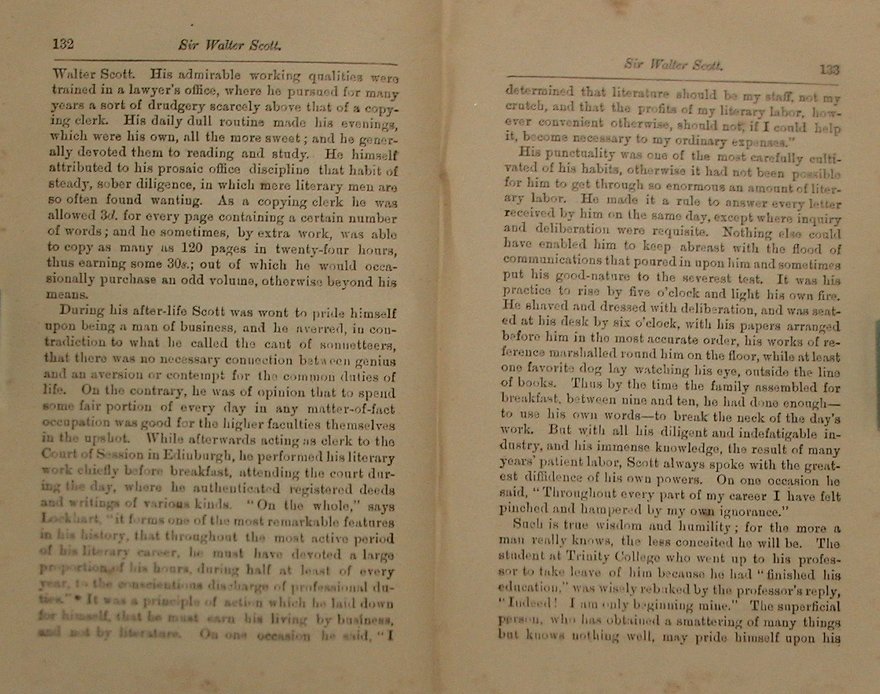 132 Sir Walter Scott.
Walter Scott. His admirable working qualities were
trained in a lawyer's office, where he pursued for many
years a sort of drudgery scarcely above that of a copy-
ing clerk. His daily dull routine made his evenings,
which were his own, all the more sweet; and he gener-
ally devoted them to reading and study. He himself
attributed to his prosaic office discipline that habit of
steady, sober diligence, in which mere literary men are
so often found wanting. As a copying clerk he was
allowed 3d. for every page containing a certain number
of words; and he sometimes, by extra work, was able
to copy as many as 120 pages in twenty-four hours,
thus earning some 30s.; out of which he would occa-
sionally purchase an odd volume, otherwise beyond his
means.
During his after-life Scott was wont to pride himself
upon being a man of business, and he averred, in con-
tradiction to what he called the cant of sonnetteers,
that there was no necessary connection between genius
and an aversion or contempt for the common duties of
life. On the contrary, he was of opinion that to spend
some fair portion of every day in any matter-of-fact
occupation was good for the higher faculties themselves
in the upshot. While afterwards acting as clerk to the
Court of Session in Edinburgh, he performed his literary
work chiefly before breakfast, attending the court dur-
ing the day, where he authenticated registered deeds
and writings of various kinds. "On the whole," says
Lockhart, "it forms one of the most remarkable features
in his history, that throughout the most active period
of his literary career, he must have devoted a large
proportion of his hours, during half at least of every
year, to the conscientious discharge of professional du-
ties."* It was a principle of action which he laid down
for himself, that he must earn his living by business,
and not by literature. On one occasion he said, "I
Sir Walter Scott. 133
determined that literature should be my staff, not my
crutch, and that the profits of my literary labor, how-
ever convenient otherwise, should not, if I could help
it, become necessary to my ordinary expenses."
His punctuality was one of the most carefully culti-
vated of his habits, otherwise it had not been possible
for him to get through so enormous an amount of liter-
ary labor. He made it a rule to answer every letter
received by him on the same day, except where inquiry
and deliberation were requisite. Nothing else could
have enabled him to keep abreast with the flood of
communications that poured in upon him and sometimes
put his good-nature to the severest test. It was his
practice to rise by five o'clock and light his own fire.
He shaved and dressed with deliberation, and was seat-
ed at his desk by six o'clock, with his papers arranged
before him in the most accurate order, his works of re-
ference marshalled round him on the floor, while at least
one favorite dog lay watching his eye, outside the line
of books. Thus by the time the family assembled for
breakfast, between nine and ten, he had done enough—
to use his own words—to break the neck of the day's
work. But with all his diligent and indefatigable in-
dustry, and his immense knowledge, the result of many
years' patient labor, Scott always spoke with the great-
est diffidence of his own powers. On one occasion he
said, "Throughout every part of my career I have felt
pinched and hampered by my own ignorance."
Such is true wisdom and humility; for the more a
man really knows, the less conceited he will be. The
student at Trinity College who went up to his profes-
sor to take leave of him because he had "finished his
education," was wisely rebuked by the professor's reply,
"Indeed! I am only beginning mine." The superficial
person, who has obtained a smattering of many things
but knows nothing well, may pride himself upon his